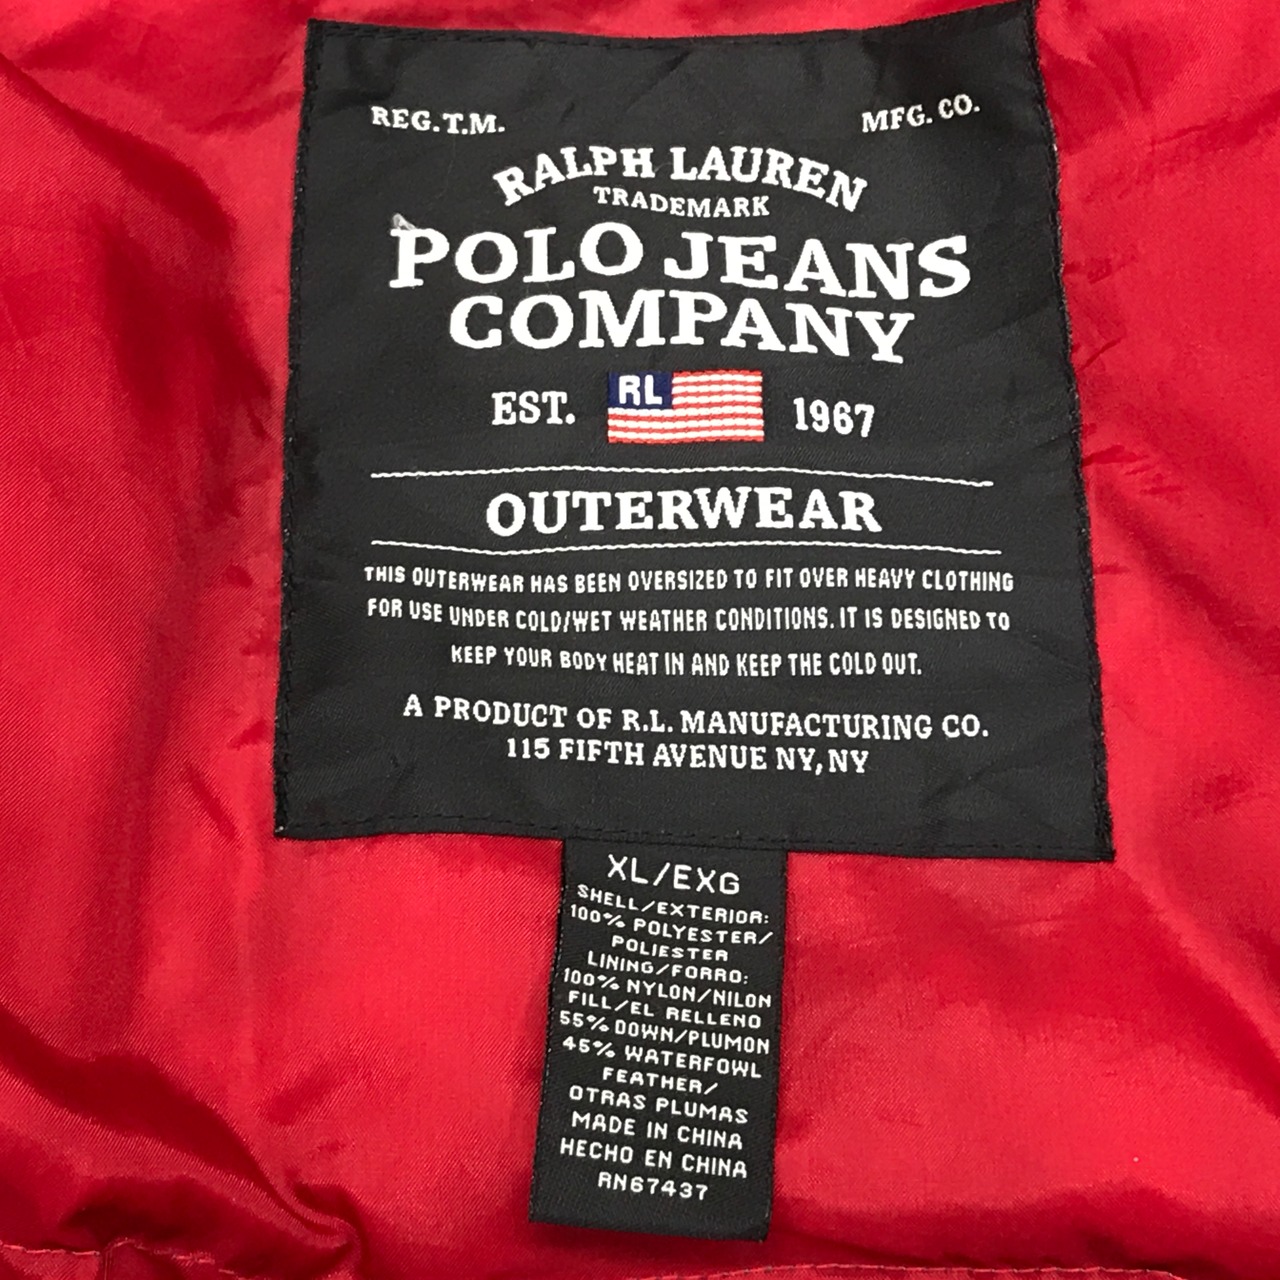 REG.T.M. MFG. CO.
RALPH LAUREN
TRADEMARK
POLO JEANS
COMPANY
EST. RL 1967
OUTERWEAR
THIS OUTERWEAR HAS BEEN OVERSIZED TO FIT OVER HEAVY CLOTHING
FOR USE UNDER COLD/WET WEATHER CONDITIONS. IT IS DESIGNED TO
KEEP YOUR BODY HEAT IN AND KEEP THE COLD OUT.
A PRODUCT OF R.L. MANUFACTURING CO.
115 FIFTH AVENUE NY, NY
XL/EXG
SHELL/EXTERIOR:
100% POLYESTER/
POLIESTER
LINING/FORRO:
100% NYLON/NILON
FILL/EL RELLENO
55% DOWN/PLUMON
45% WATERFOWL
FEATHER/
OTRAS PLUMAS
MADE IN CHINA
HECHO EN CHINA
RN67437